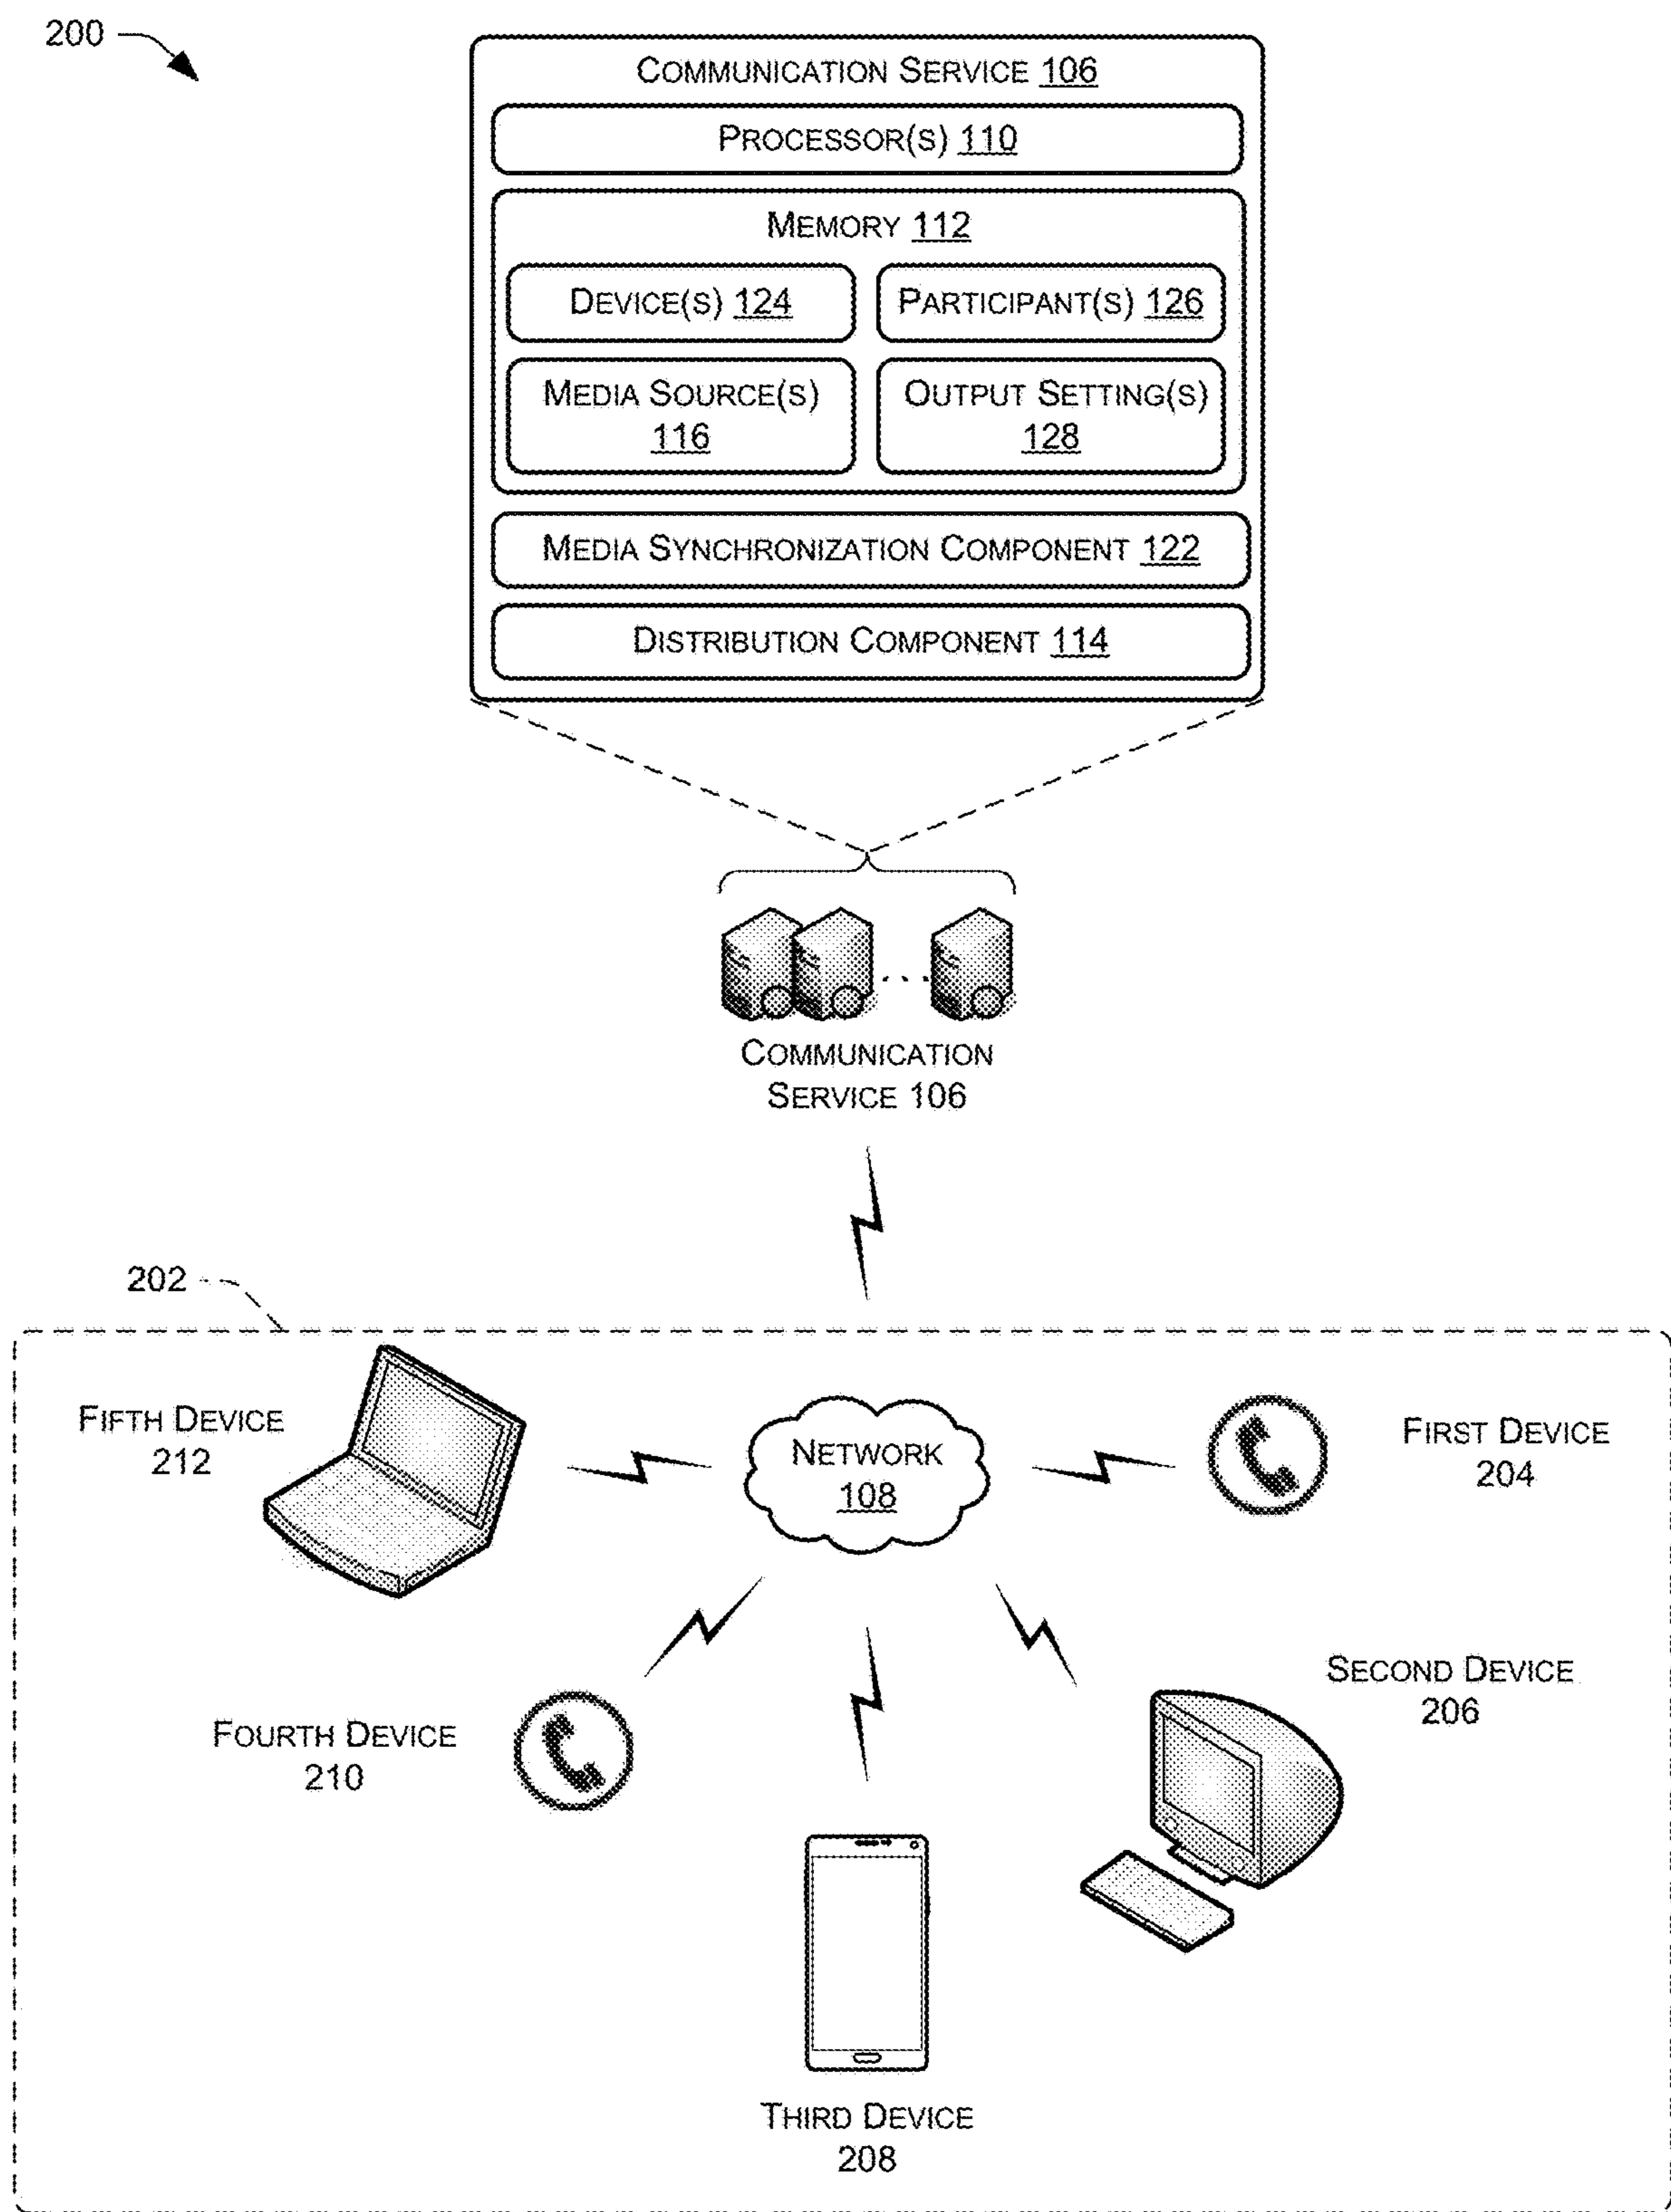 200
COMMUNICATION SERVICE 106
PROCESSOR(S) 110
MEMORY 112
DEVICE(S) 124
PARTICIPANT(S) 126
MEDIA SOURCE(S)
116
OUTPUT SETTING(S)
128
MEDIA SYNCHRONIZATION COMPONENT 122
DISTRIBUTION COMPONENT 114
COMMUNICATION
SERVICE 106
202
FIFTH DEVICE
212
NETWORK
108
FIRST DEVICE
204
SECOND DEVICE
206
FOURTH DEVICE
210
THIRD DEVICE
208